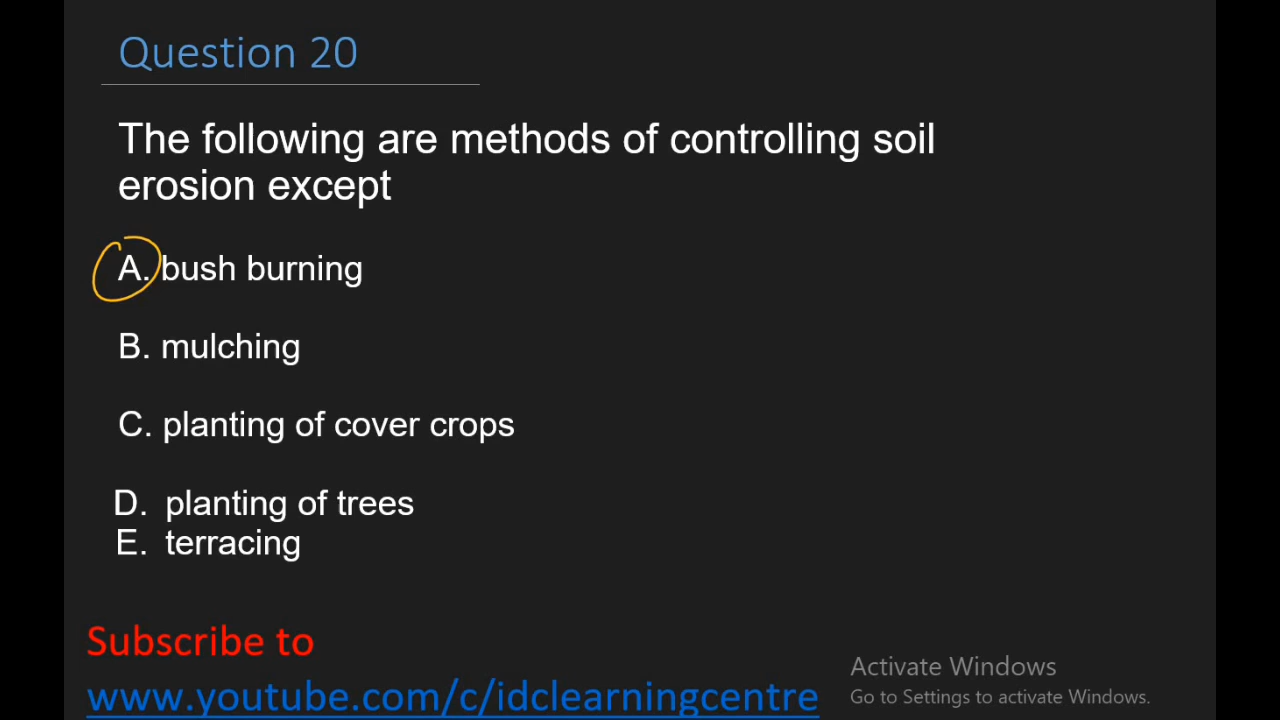 Question 20
The following are methods of controlling soil
erosion except
A. bush burning
B. mulching
C. planting of cover crops
D. planting of trees
E. terracing
Subscribe to
www.youtube.com/c/idclearningcentre
Activate Windows
Go to Settings to activate Windows.